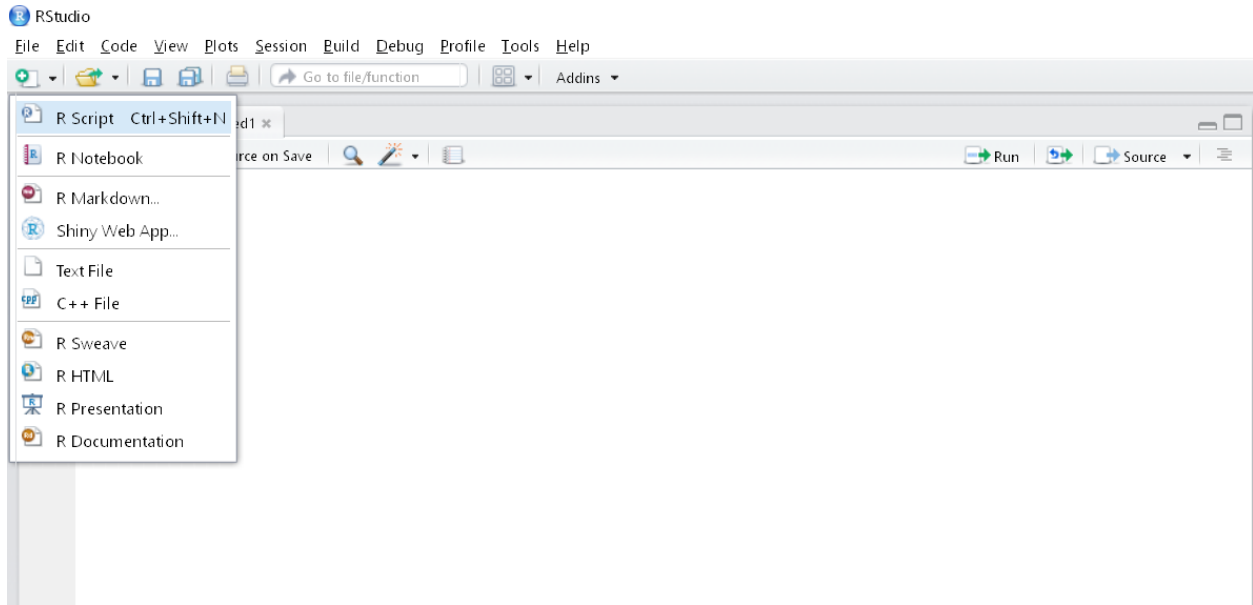 RStudio
File Edit Code View Plots Session Build Debug Profile Tools Help
Go to file/function Addins
R Script Ctrl+Shift+N ed1
R Notebook rce on Save Run Source
R Markdown...
Shiny Web App...
Text File
C++ File
R Sweave
R HTML
R Presentation
R Documentation